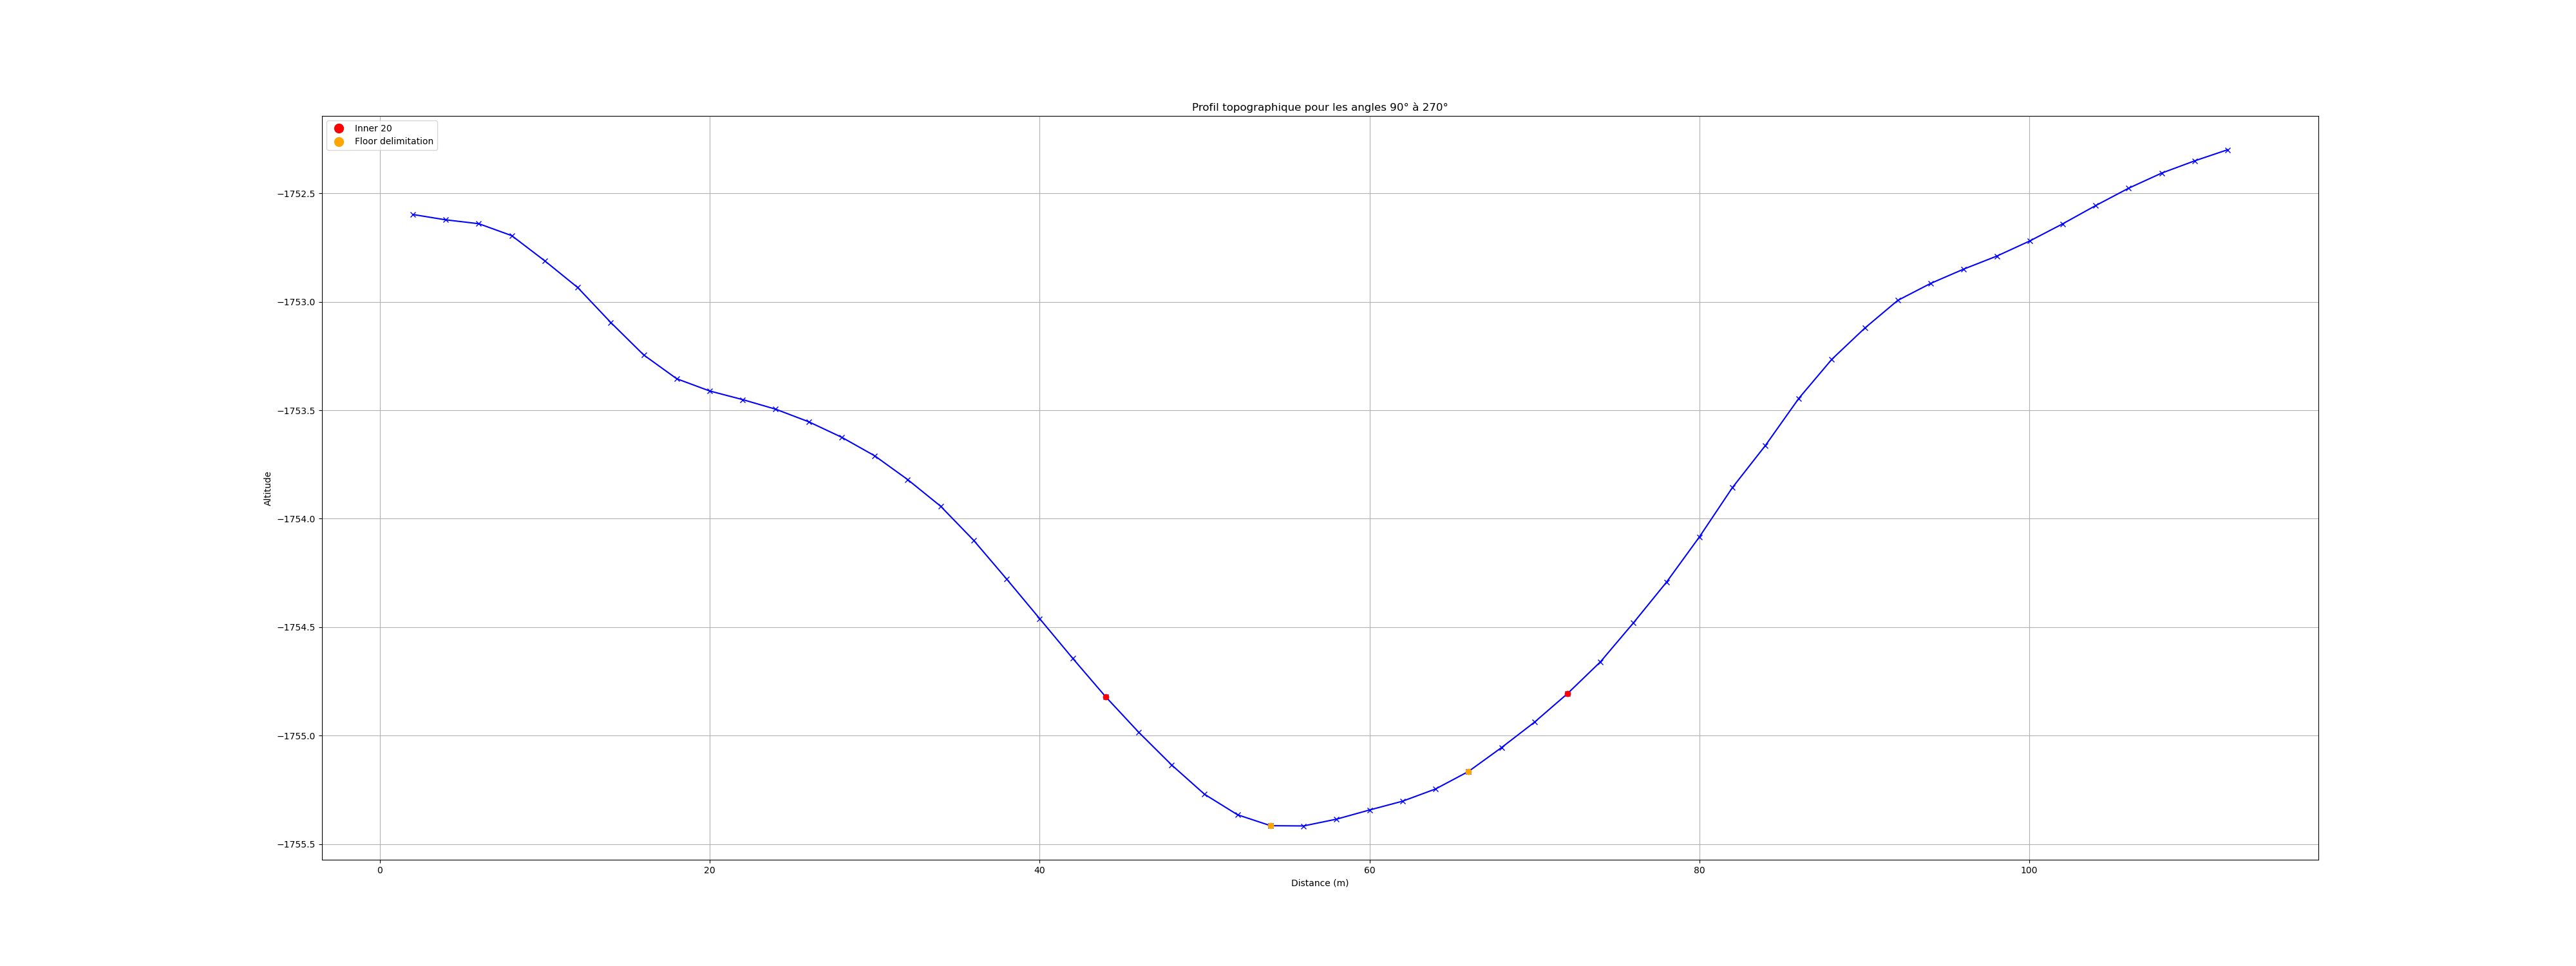 Profil topographique pour les angles 90° à 270°
Inner 20
Floor delimitation
−1752.5
−1753.0
−1753.5
−1754.0
−1754.5
−1755.0
−1755.5
Altitude
0 20 40 60 80 100
Distance (m)